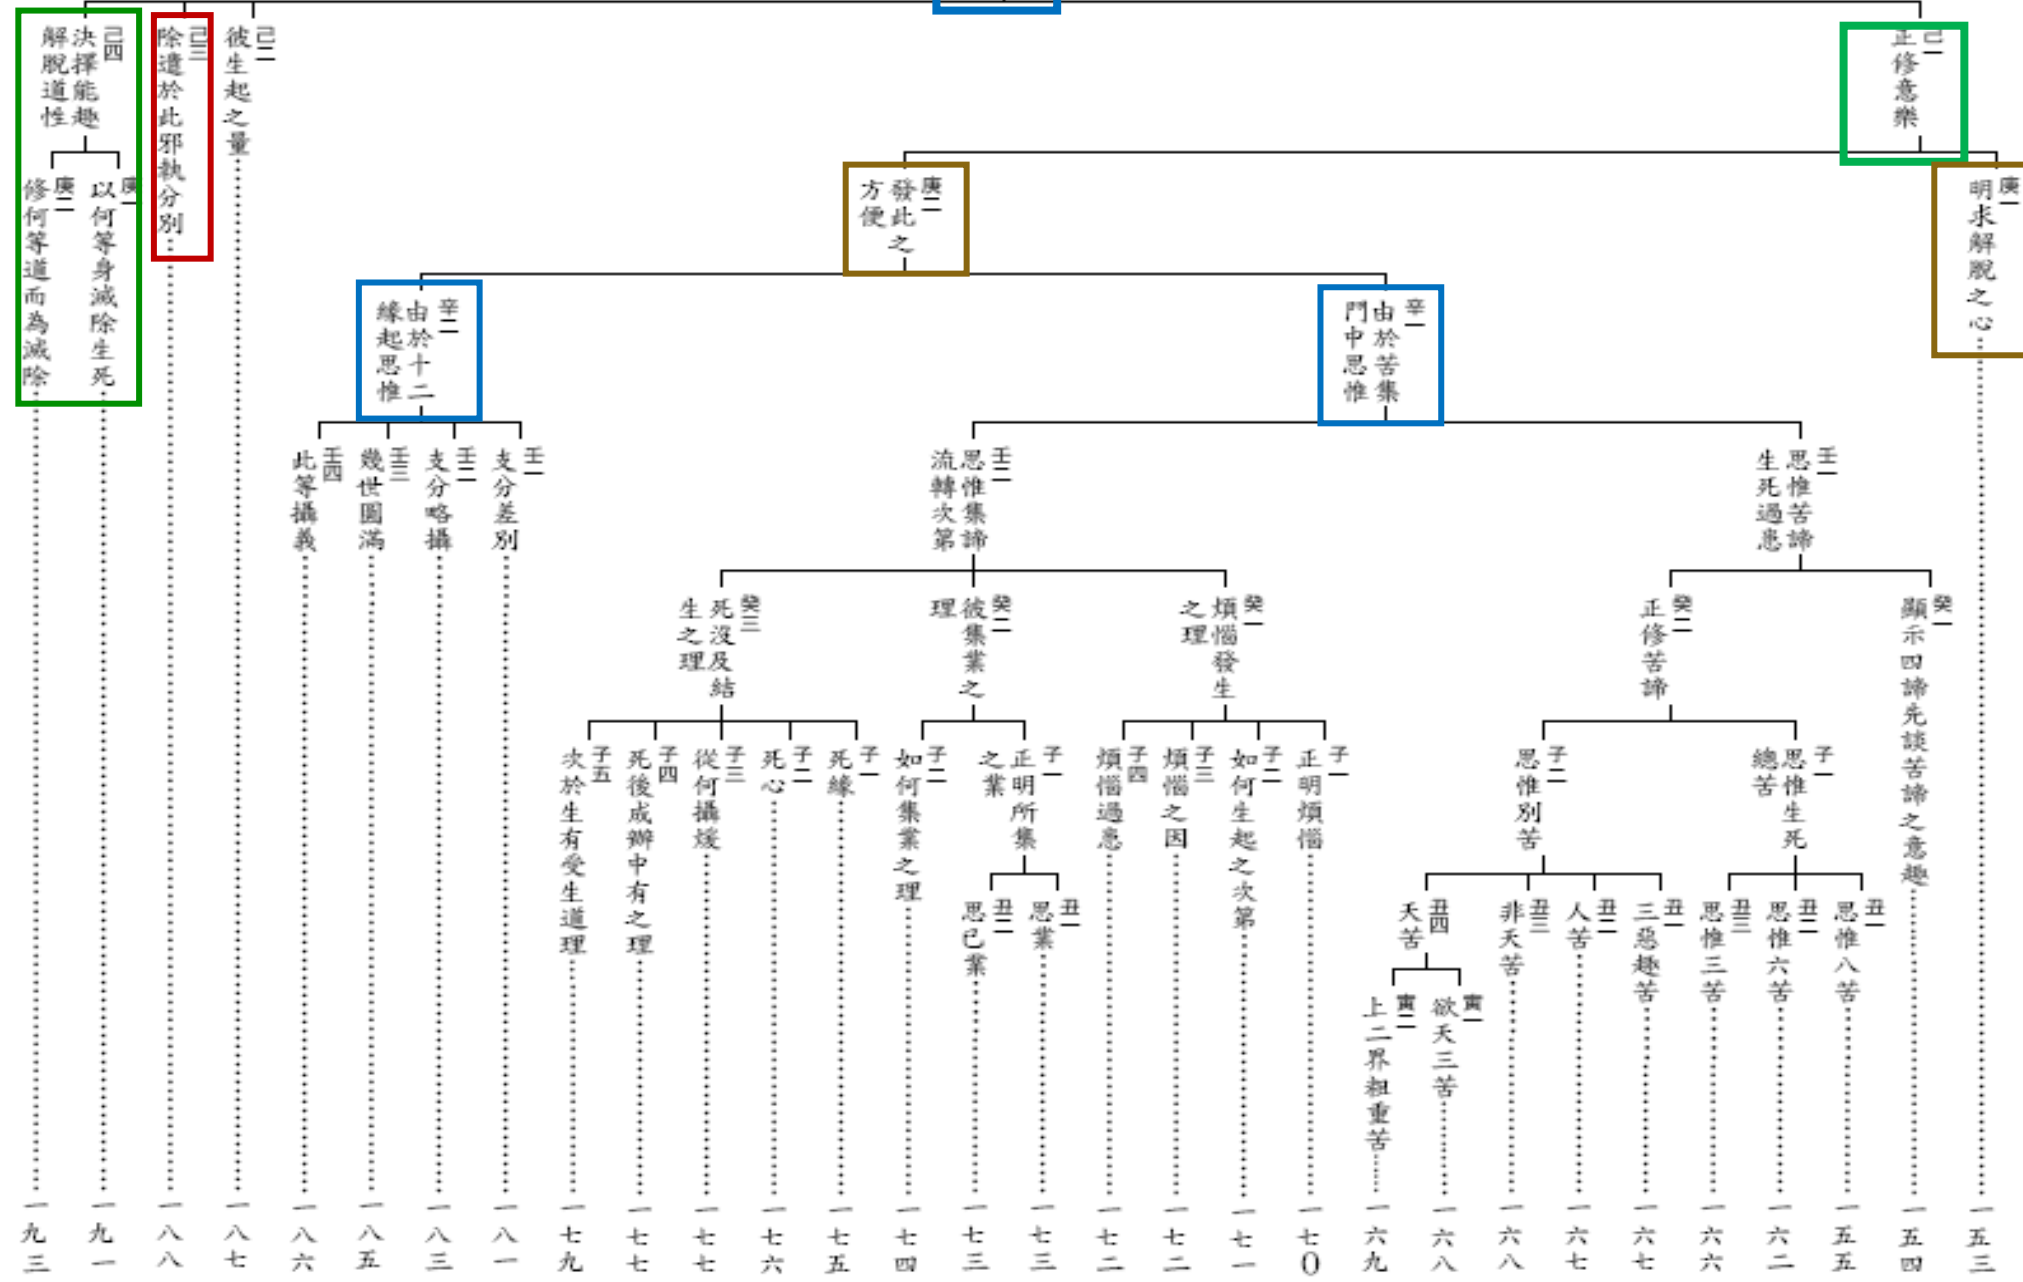 己一
正修意樂
己二
彼生起之量
己三
除遣於此邪執分別
己四
決擇能趣
解脫道性
庚一
明求解脫之心
庚二
發此之
方便
庚一
以何等身滅除生死
庚二
修何等道而為滅除
辛一
由於苦集
門中思惟
辛二
由於十二
緣起思惟
壬一
思惟苦諦
生死過患
壬二
思惟集諦
流轉次第
壬一
支分差別
壬二
支分略攝
壬三
幾世圓滿
壬四
此等攝義
癸一
顯示四諦先談苦諦之意趣
癸二
正修苦諦
癸一
煩惱發生
之理
癸二
彼集業之
理
癸三
死沒及結
生之理
子一
思惟生死
總苦
子二
思惟別苦
子一
正明煩惱
子二
如何生起之次第
子三
煩惱之因
子四
煩惱過患
子一
正明所集
之業
子二
如何集業之理
子一
死緣
子二
死心
子三
從何攝煖
子四
死後成辦中有之理
子五
次於生有受生道理
丑一
思惟八苦
丑二
思惟六苦
丑三
思惟三苦
丑一
三惡趣苦
丑二
人苦
丑三
非天苦
丑四
天苦
丑一
思業
丑二
思已業
寅一
欲天三苦
寅二
上二界粗重苦
一五三
一五四
一五五
一六二
一六六
一六七
一六七
一六八
一六八
一六九
一七0
一七一
一七二
一七二
一七三
一七三
一七四
一七五
一七六
一七七
一七七
一七九
一八一
一八三
一八五
一八六
一八七
一八八
一九一
一九三